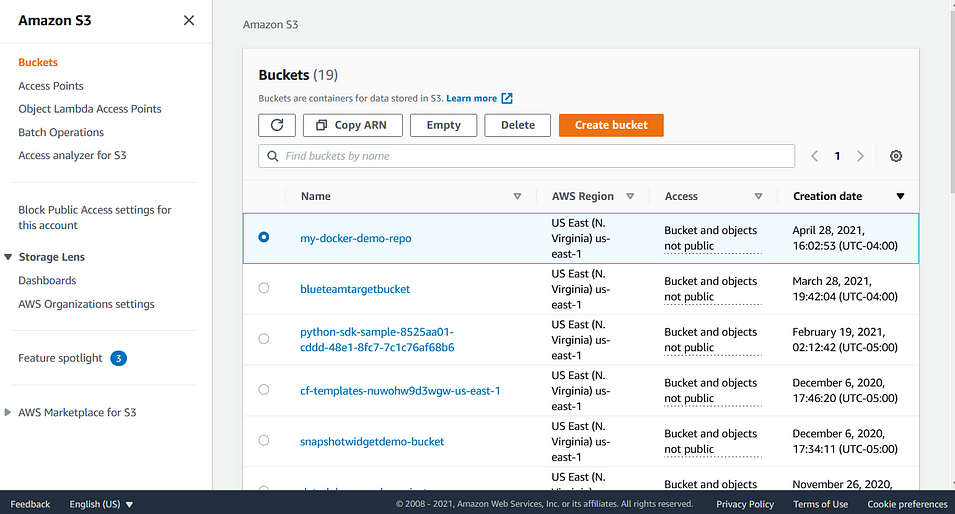 Amazon S3
Buckets
Access Points
Object Lambda Access Points
Batch Operations
Access analyzer for S3
Block Public Access settings for
this account
Storage Lens
Dashboards
AWS Organizations settings
Feature spotlight 3
AWS Marketplace for S3
Amazon S3
Buckets (19)
Buckets are containers for data stored in S3. Learn more
Copy ARN Empty Delete Create bucket
Find buckets by name 1
Name AWS Region Access Creation date
my-docker-demo-repo
US East (N.
Virginia) us-
east-1
Bucket and objects
not public
April 28, 2021,
16:02:53 (UTC-04:00)
blueteamtargetbucket
US East (N.
Virginia) us-
east-1
Bucket and objects
not public
March 28, 2021,
19:42:04 (UTC-04:00)
python-sdk-sample-8525aa01-
cddd-48e1-8fc7-7c1c76af68b6
US East (N.
Virginia) us-
east-1
Bucket and objects
not public
February 19, 2021,
02:12:42 (UTC-05:00)
cf-templates-nuwohw9d3wgw-us-east-1
US East (N.
Virginia) us-
east-1
Bucket and objects
not public
December 6, 2020,
17:46:20 (UTC-05:00)
snapshotwidgetdemo-bucket
US East (N.
Virginia) us-
east-1
Bucket and objects
not public
December 6, 2020,
17:34:11 (UTC-05:00)
US East (N.
Bucket and objects
November 26, 2020,
Feedback English (US) © 2008 - 2021, Amazon Web Services, Inc. or its affiliates. All rights reserved. Privacy Policy Terms of Use Cookie preferences